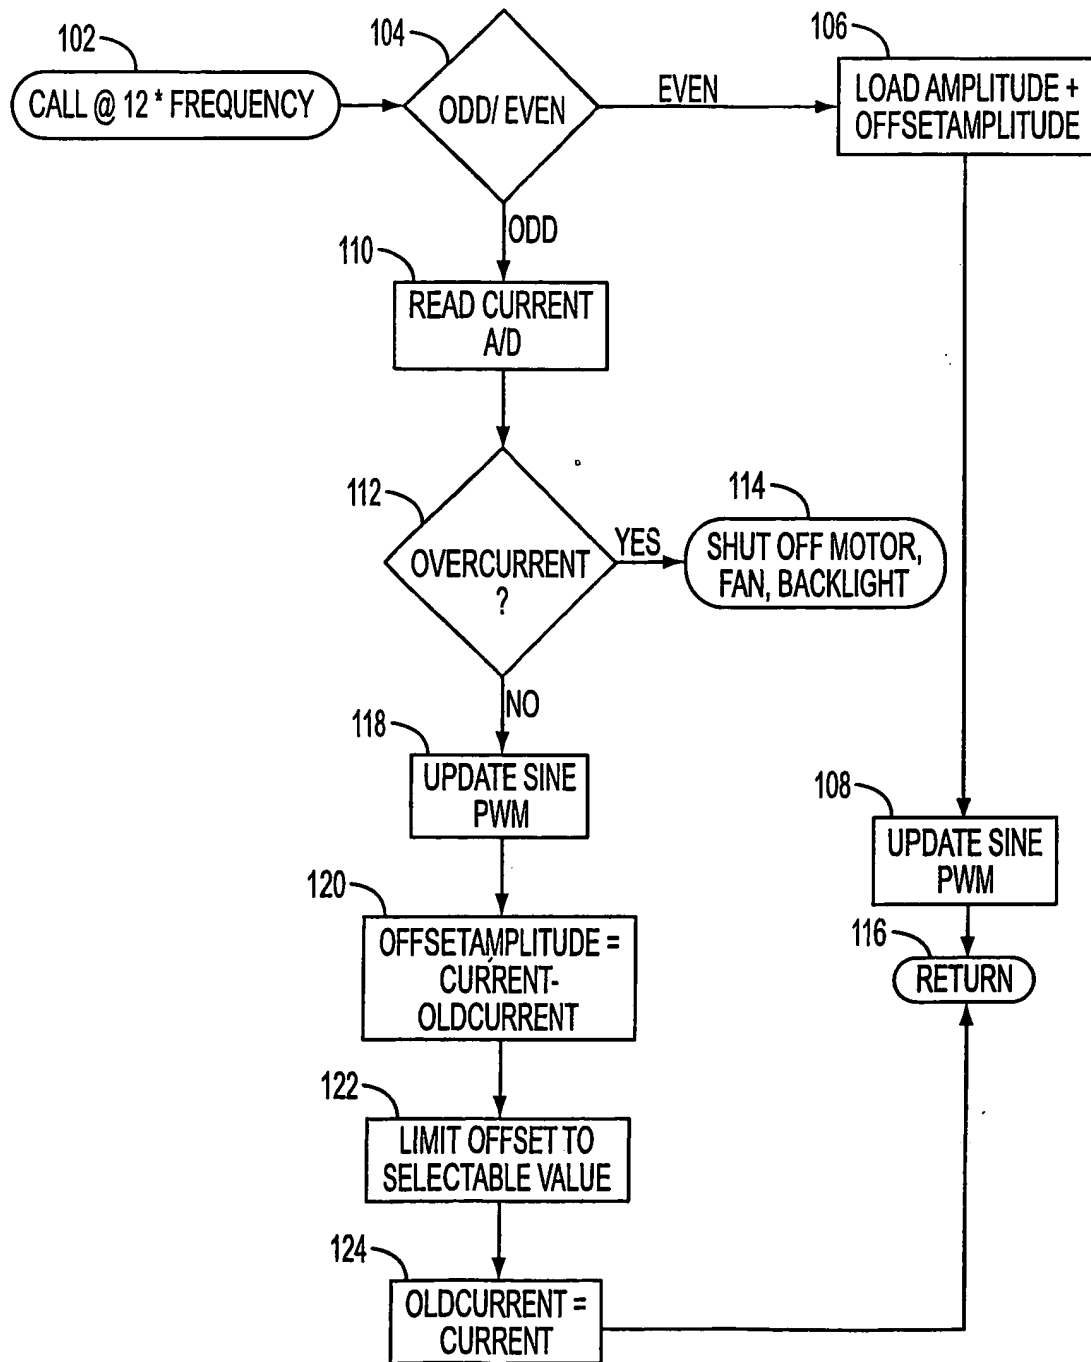 102
CALL @ 12 * FREQUENCY
104
ODD/ EVEN
EVEN
106
LOAD AMPLITUDE +
OFFSETAMPLITUDE
ODD
110
READ CURRENT
A/D
112
OVERCURRENT
?
YES
114
SHUT OFF MOTOR,
FAN, BACKLIGHT
NO
118
UPDATE SINE
PWM
108
UPDATE SINE
PWM
120
OFFSETAMPLITUDE =
CURRENT-
OLDCURRENT
116
RETURN
122
LIMIT OFFSET TO
SELECTABLE VALUE
124
OLDCURRENT =
CURRENT